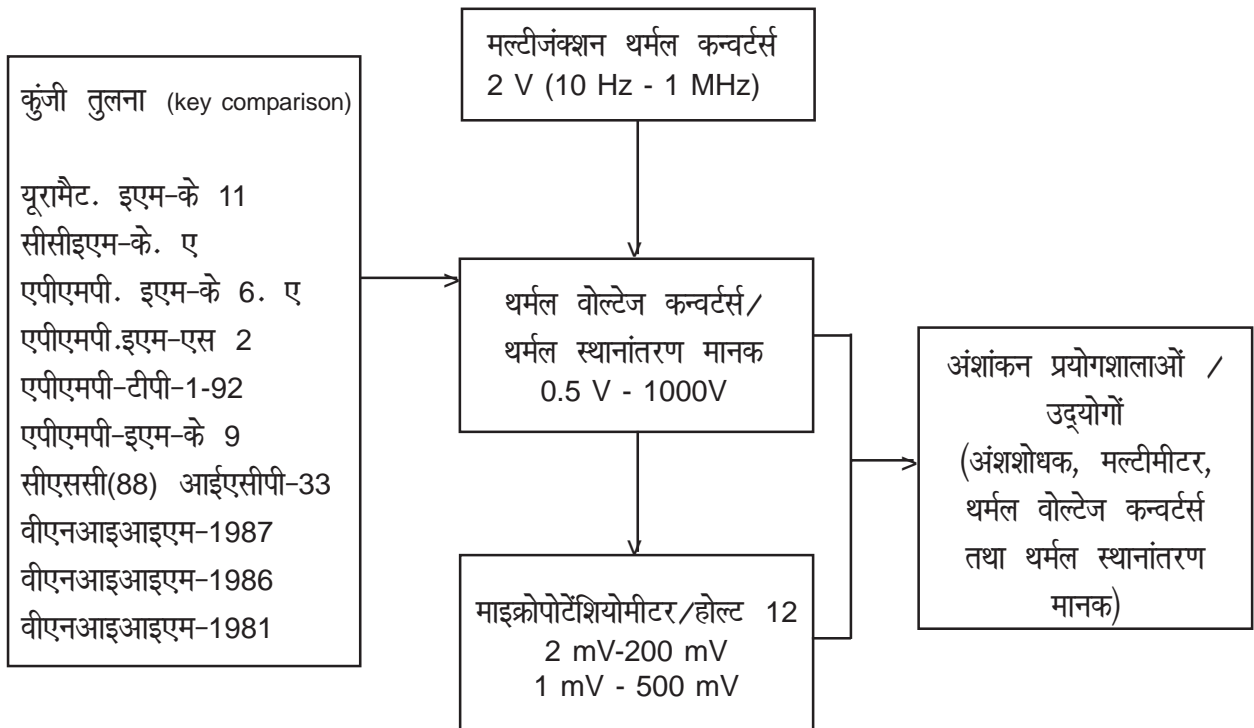 मल्टीजंक्शन थर्मल कन्वर्टर्स
2 V (10 Hz - 1 MHz)
कुंजी तुलना (key comparison)
यूरामैट. इएम-के 11
सीसीइएम-के. ए
एपीएमपी. इएम-के 6. ए
एपीएमपी.इएम-एस 2
एपीएमपी-टीपी-1-92
एपीएमपी-इएम-के 9
सीएससी(88) आईएसीपी-33
वीएनआइआइएम-1987
वीएनआइआइएम-1986
वीएनआइआइएम-1981
थर्मल वोल्टेज कन्वर्टर्स/
थर्मल स्थानांतरण मानक
0.5 V - 1000V
माइक्रोपोटेंशियोमीटर/होल्ट 12
2 mV-200 mV
1 mV - 500 mV
अंशांकन प्रयोगशालाओं /
उद्‌योगों
(अंशशोधक, मल्टीमीटर,
थर्मल वोल्टेज कन्वर्टर्स
तथा थर्मल स्थानांतरण
मानक)